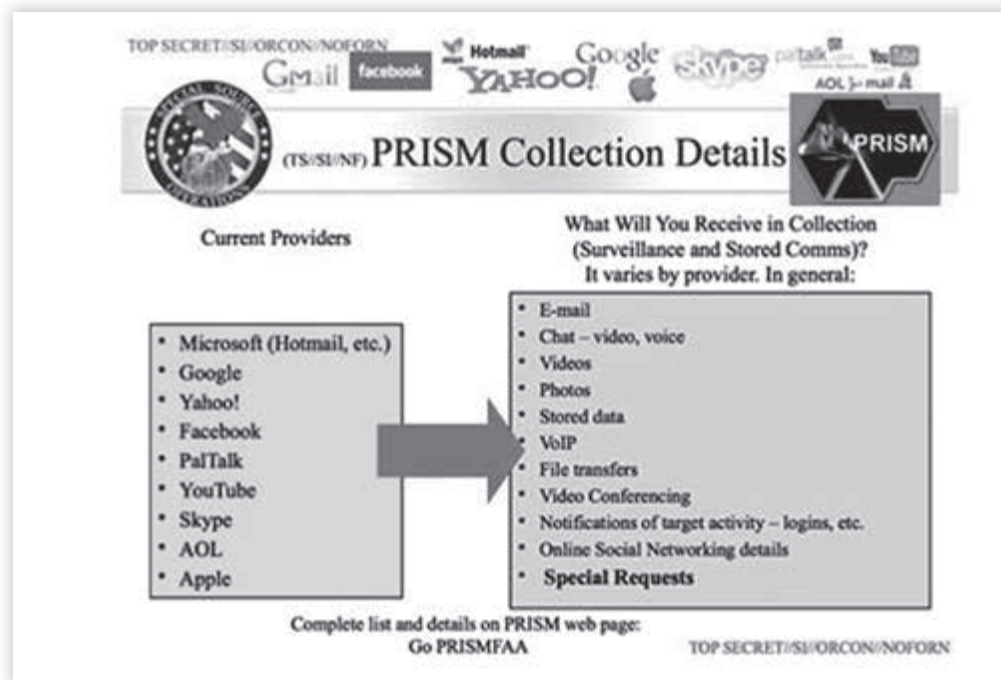 TOP SECRET//SI//ORCON//NOFORN
Gmail facebook Hotmail YAHOO! Google skype paltalk YouTube
AOL mail
SPECIAL SOURCE OPERATIONS
(TS//SI//NF) PRISM Collection Details
PRISM
Current Providers
• Microsoft (Hotmail, etc.)
• Google
• Yahoo!
• Facebook
• PalTalk
• YouTube
• Skype
• AOL
• Apple
What Will You Receive in Collection
(Surveillance and Stored Comms)?
It varies by provider. In general:
• E-mail
• Chat – video, voice
• Videos
• Photos
• Stored data
• VoIP
• File transfers
• Video Conferencing
• Notifications of target activity – logins, etc.
• Online Social Networking details
• Special Requests
Complete list and details on PRISM web page:
Go PRISMFAA
TOP SECRET//SI//ORCON//NOFORN